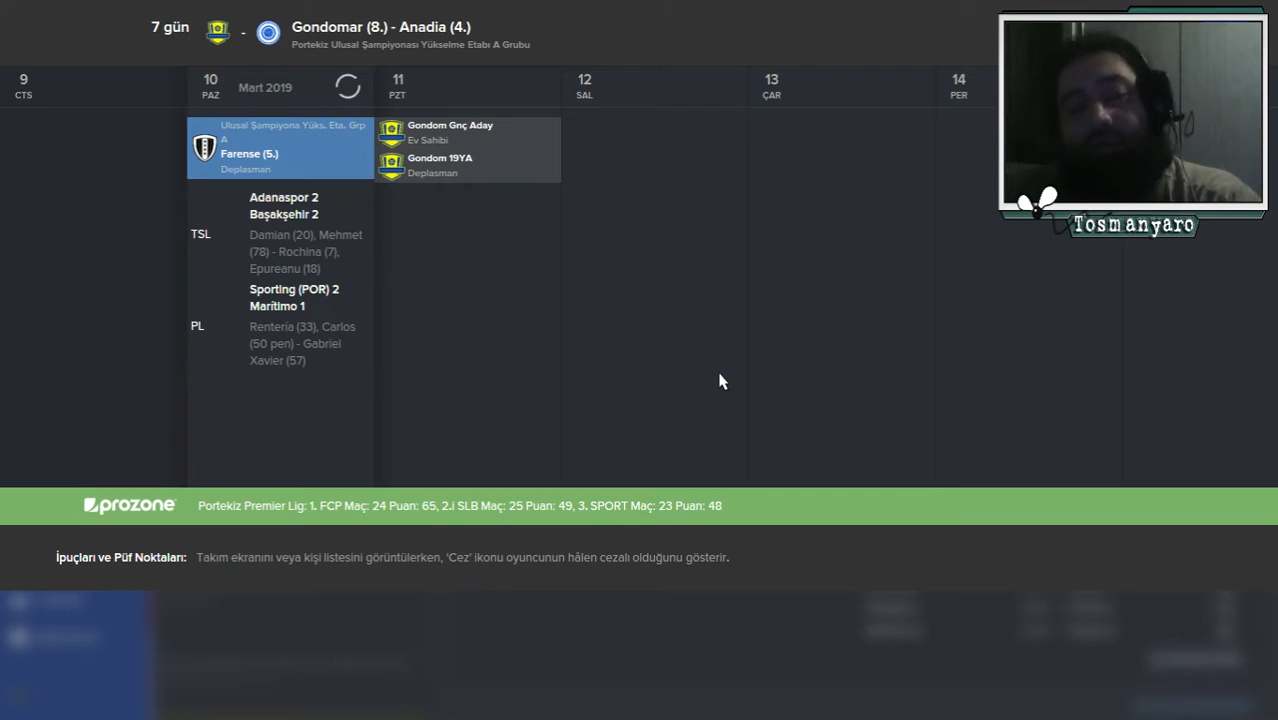 7 gün
-
Gondomar (8.) - Anadia (4.)
Portekiz Ulusal Şampiyonası Yükselme Etabı A Grubu
9
CTS
10
PAZ
Mart 2019
11
PZT
12
SAL
13
ÇAR
14
PER
Ulusal Şampiyona Yüks. Eta. Grp
A
Farense (5.)
Deplasman
Gondom Gnç Aday
Ev Sahibi
Gondom 19YA
Deplasman
TSL
Adanaspor 2
Başakşehir 2
Damian (20), Mehmet
(78) - Rochina (7),
Epureanu (18)
PL
Sporting (POR) 2
Marítimo 1
Rentería (33), Carlos
(50 pen) - Gabriel
Xavier (57)
Tosmanyaro
prozone
Portekiz Premier Lig: 1. FCP Maç: 24 Puan: 65, 2.i SLB Maç: 25 Puan: 49, 3. SPORT Maç: 23 Puan: 48
İpuçları ve Püf Noktaları: Takım ekranını veya kişi listesini görüntülerken, 'Cez' ikonu oyuncunun hâlen cezalı olduğunu gösterir.